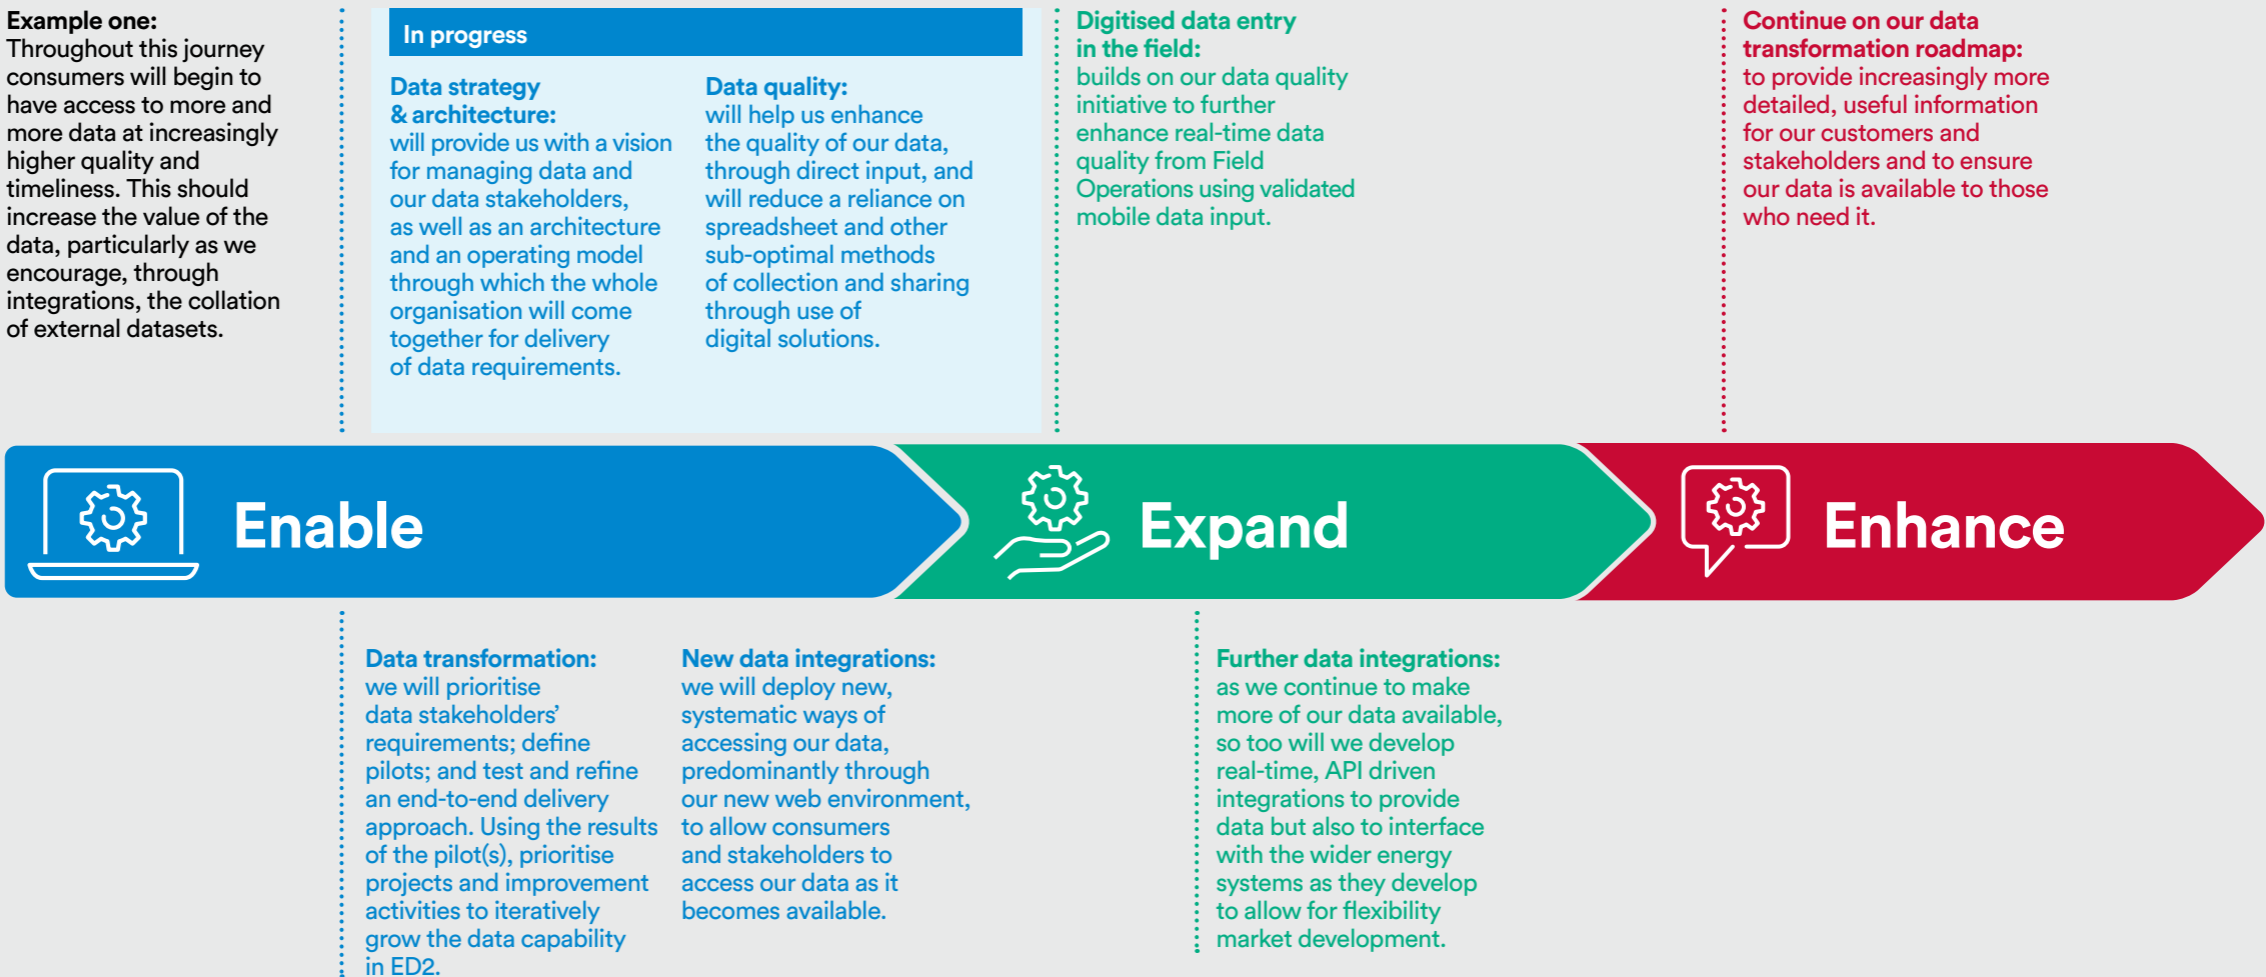 Example one:
Throughout this journey
consumers will begin to
have access to more and
more data at increasingly
higher quality and
timeliness. This should
increase the value of the
data, particularly as we
encourage, through
integrations, the collation
of external datasets.
In progress
Data strategy
& architecture:
will provide us with a vision
for managing data and
our data stakeholders,
as well as an architecture
and an operating model
through which the whole
organisation will come
together for delivery
of data requirements.
Data quality:
will help us enhance
the quality of our data,
through direct input, and
will reduce a reliance on
spreadsheet and other
sub-optimal methods
of collection and sharing
through use of
digital solutions.
Digitised data entry
in the field:
builds on our data quality
initiative to further
enhance real-time data
quality from Field
Operations using validated
mobile data input.
Continue on our data
transformation roadmap:
to provide increasingly more
detailed, useful information
for our customers and
stakeholders and to ensure
our data is available to those
who need it.
Enable
Expand
Enhance
Data transformation:
we will prioritise
data stakeholders’
requirements; define
pilots; and test and refine
an end-to-end delivery
approach. Using the results
of the pilot(s), prioritise
projects and improvement
activities to iteratively
grow the data capability
in ED2.
New data integrations:
we will deploy new,
systematic ways of
accessing our data,
predominantly through
our new web environment,
to allow consumers
and stakeholders to
access our data as it
becomes available.
Further data integrations:
as we continue to make
more of our data available,
so too will we develop
real-time, API driven
integrations to provide
data but also to interface
with the wider energy
systems as they develop
to allow for flexibility
market development.